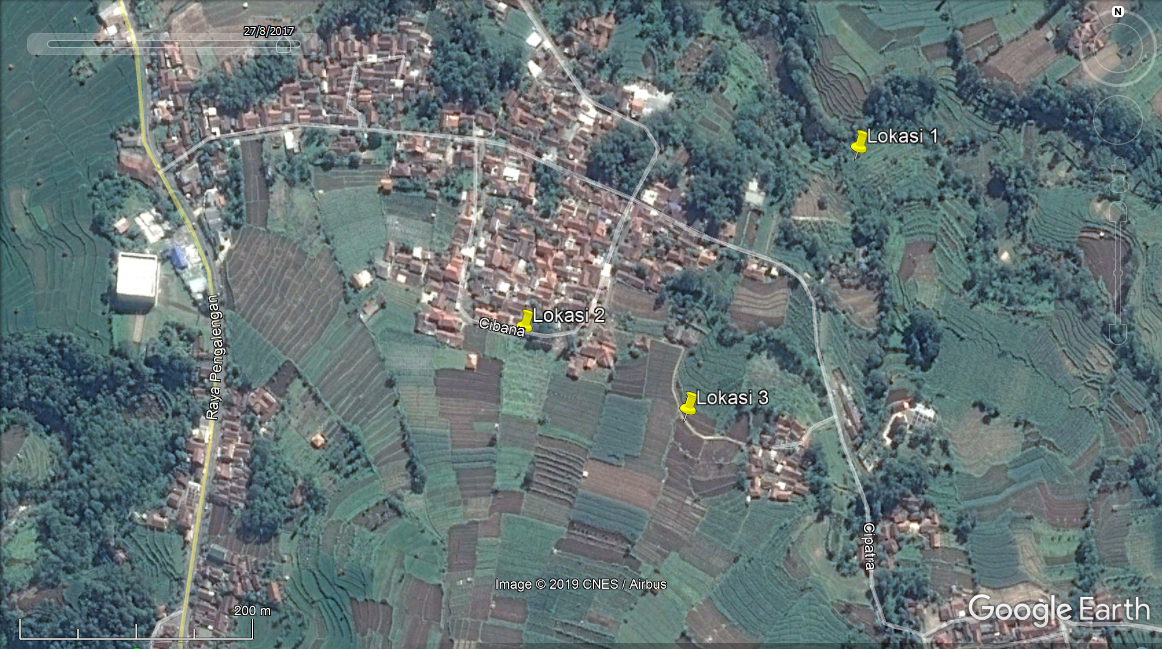 N
27/8/2017
Lokasi 1
Lokasi 2
Cibana
Raya Pengalengan
Lokasi 3
Cipatra
Image © 2019 CNES / Airbus
Google Earth
200 m